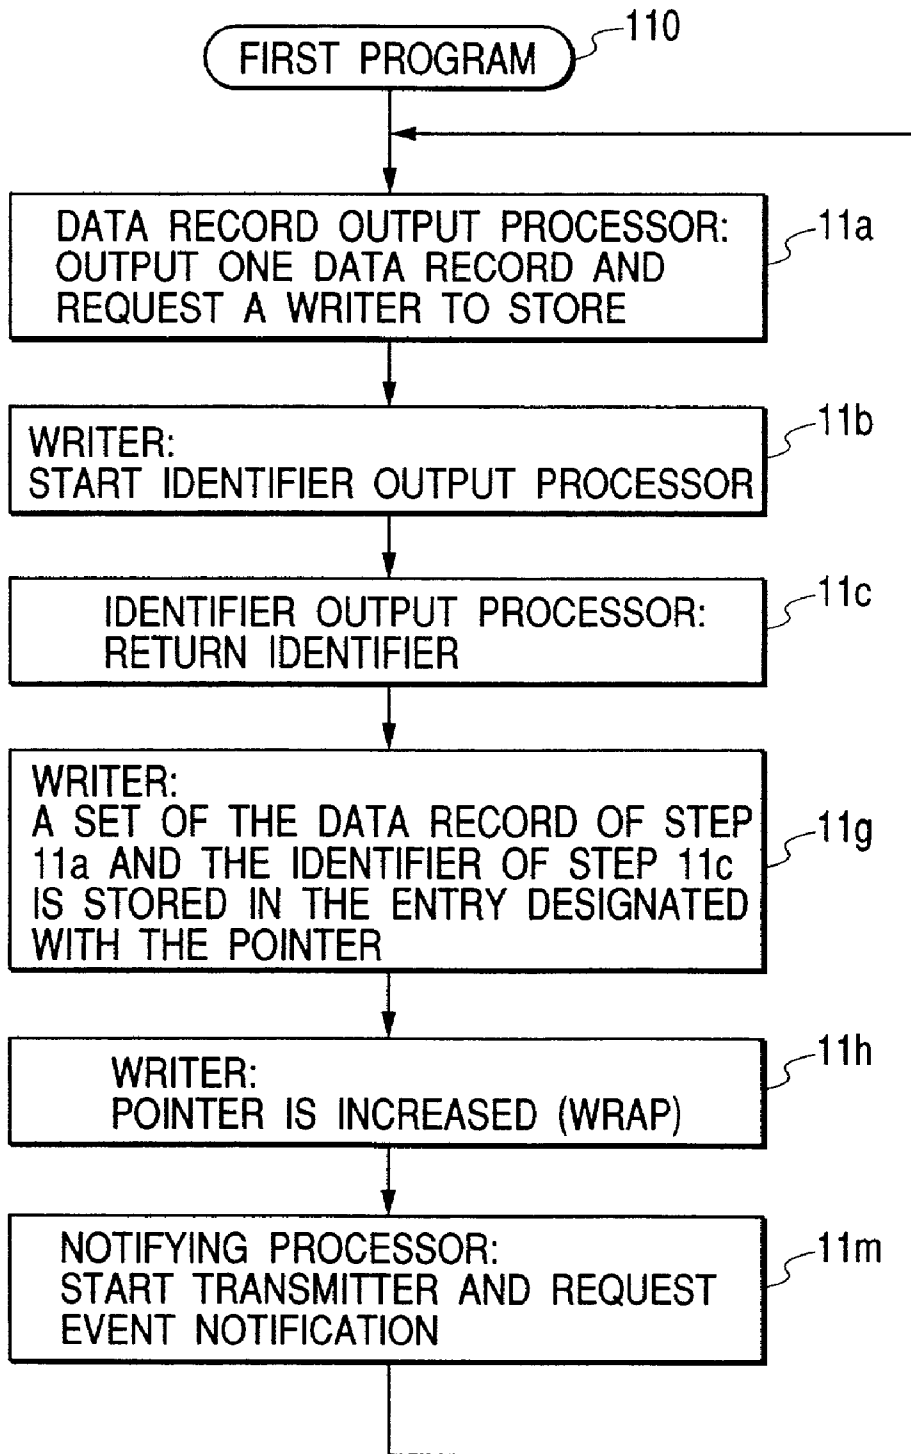 110
FIRST PROGRAM
11a
DATA RECORD OUTPUT PROCESSOR:
OUTPUT ONE DATA RECORD AND
REQUEST A WRITER TO STORE
11b
WRITER:
START IDENTIFIER OUTPUT PROCESSOR
11c
IDENTIFIER OUTPUT PROCESSOR:
RETURN IDENTIFIER
WRITER:
A SET OF THE DATA RECORD OF STEP
11g
11a AND THE IDENTIFIER OF STEP 11c
IS STORED IN THE ENTRY DESIGNATED
WITH THE POINTER
11h
WRITER:
POINTER IS INCREASED (WRAP)
11m
NOTIFYING PROCESSOR:
START TRANSMITTER AND REQUEST
EVENT NOTIFICATION